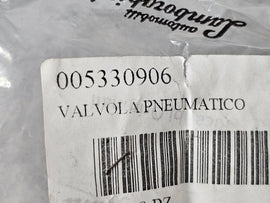 automobili
Lamborghini
005330906
VALVOLA PNEUMATICO